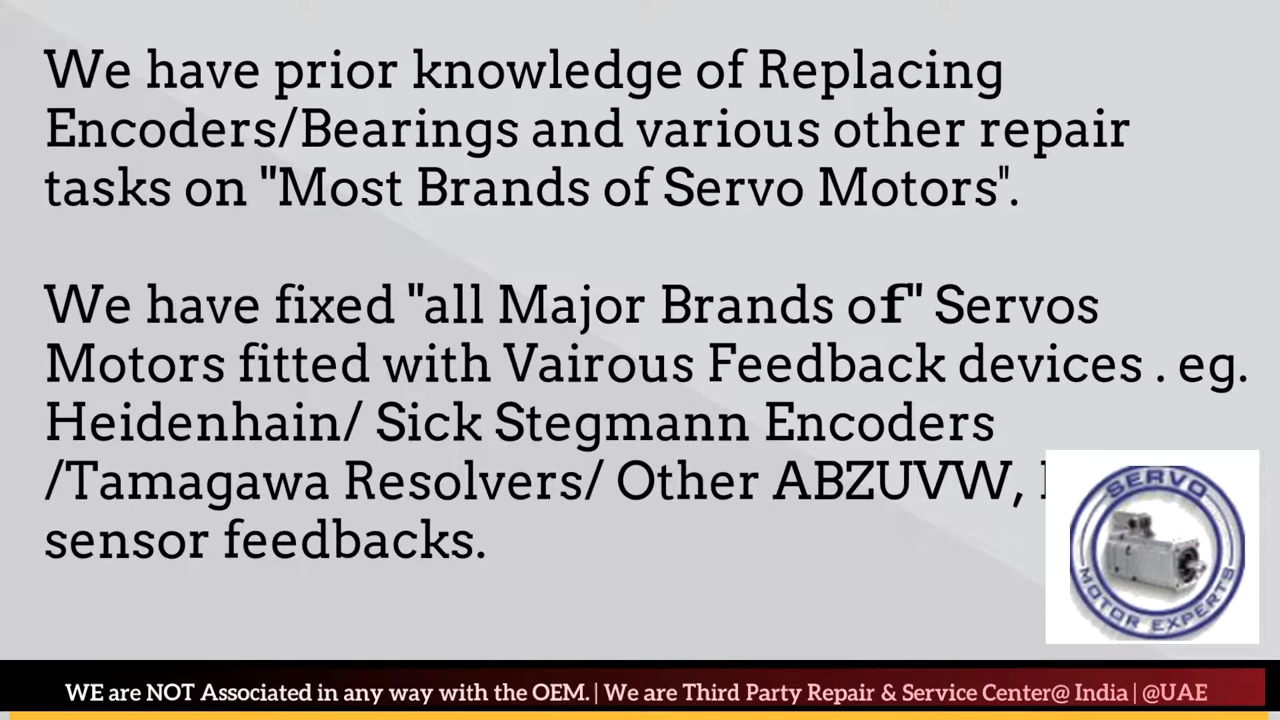 We have prior knowledge of Replacing
Encoders/Bearings and various other repair
tasks on "Most Brands of Servo Motors".
We have fixed "all Major Brands of" Servos
Motors fitted with Vairous Feedback devices . eg.
Heidenhain/ Sick Stegmann Encoders
/Tamagawa Resolvers/ Other ABZUVW,
sensor feedbacks.
SERVO
MOTOR EXPERTS
WE are NOT Associated in any way with the OEM. | We are Third Party Repair & Service Center@ India | @UAE